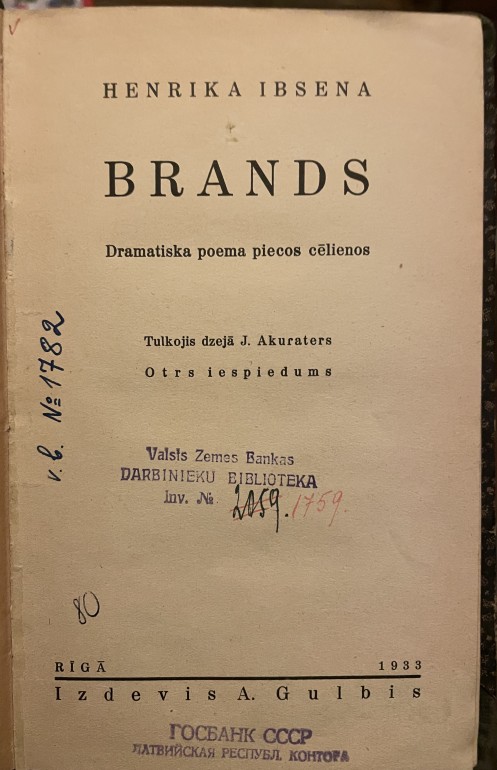 HENRIKA IBSENA
BRANDS
Dramatiska poema piecos cēlienos
Tulkojis dzejā J. Akuraters
Otrs iespiedums
v. b. № 1782
Valsts Zemes Bankas
DARBINIEKU BIBLIOTEKA
inv. № 2059. 1759.
80
RĪGĀ 1933
Izdevis A. Gulbis
ГОСБАНК СССР
ЛАТВИЙСКАЯ РЕСПУБЛ. КОНТОРА